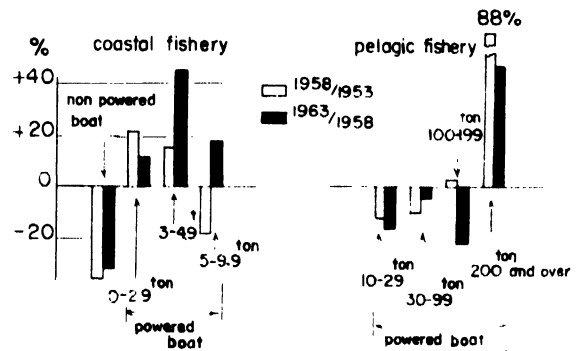 88%
% coastal fishery pelagic fishery
+40
1958/1953
non powered
boat
1963/1958
ton
100-199
+20
0
-20
3-4.9
ton
5-9.9
ton
0-2.9
ton
10-29
ton
30-99
ton
200 and over
powered
boat
powered boat